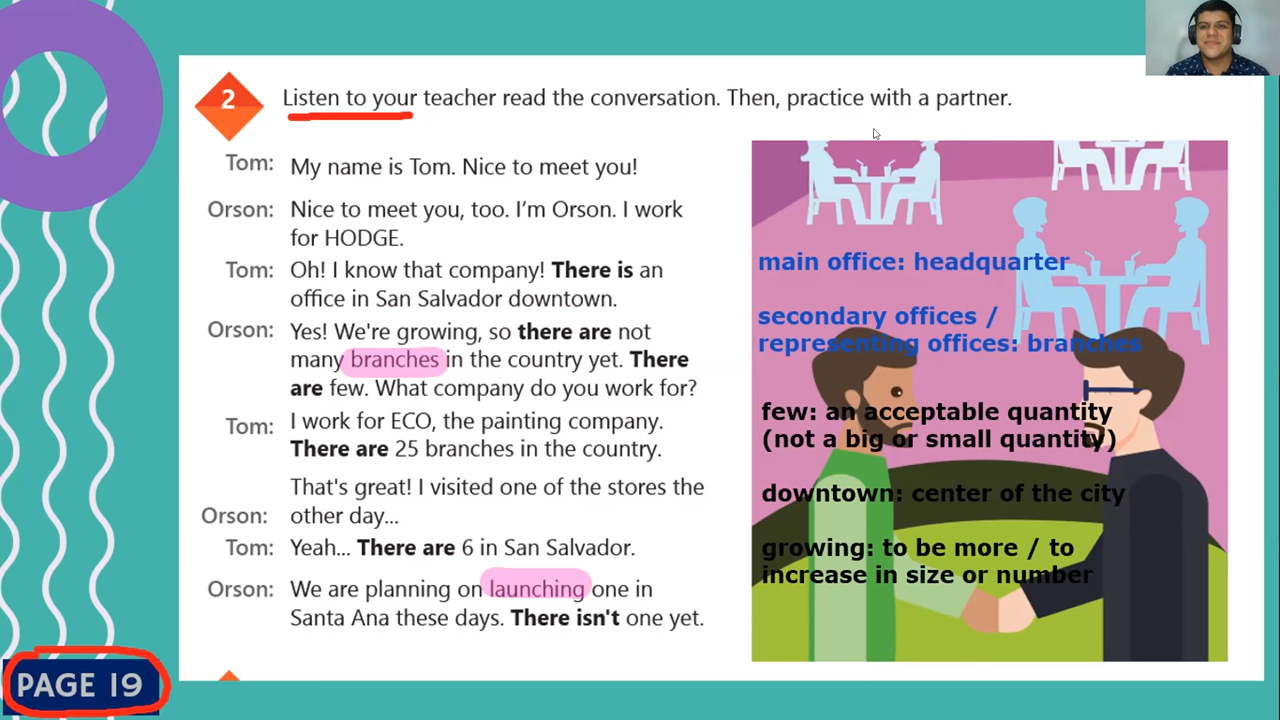 2 Listen to your teacher read the conversation. Then, practice with a partner.
Tom: My name is Tom. Nice to meet you!
Orson: Nice to meet you, too. I’m Orson. I work
for HODGE.
Tom: Oh! I know that company! There is an
office in San Salvador downtown.
Orson: Yes! We're growing, so there are not
many branches in the country yet. There
are few. What company do you work for?
Tom: I work for ECO, the painting company.
There are 25 branches in the country.
That's great! I visited one of the stores the
Orson: other day...
Tom: Yeah... There are 6 in San Salvador.
Orson: We are planning on launching one in
Santa Ana these days. There isn't one yet.
main office: headquarter
secondary offices /
representing offices: branches
few: an acceptable quantity
(not a big or small quantity)
downtown: center of the city
growing: to be more / to
increase in size or number
PAGE 19